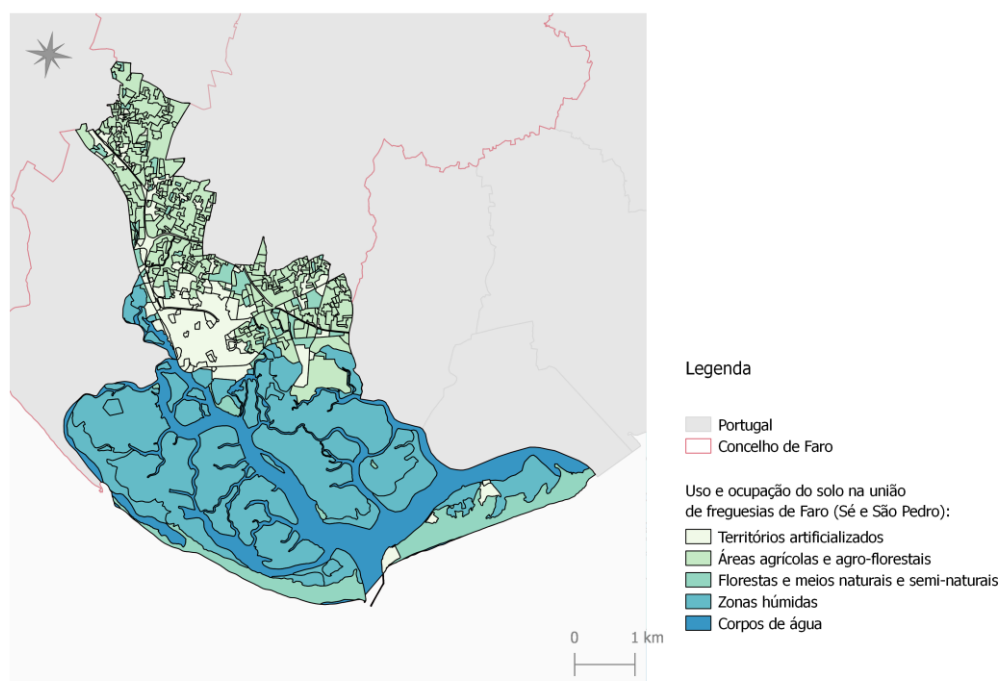 Legenda
Portugal
Concelho de Faro
Uso e ocupação do solo na união
de freguesias de Faro (Sé e São Pedro):
Territórios artificializados
Áreas agrícolas e agro-florestais
Florestas e meios naturais e semi-naturais
Zonas húmidas
Corpos de água
0 1 km